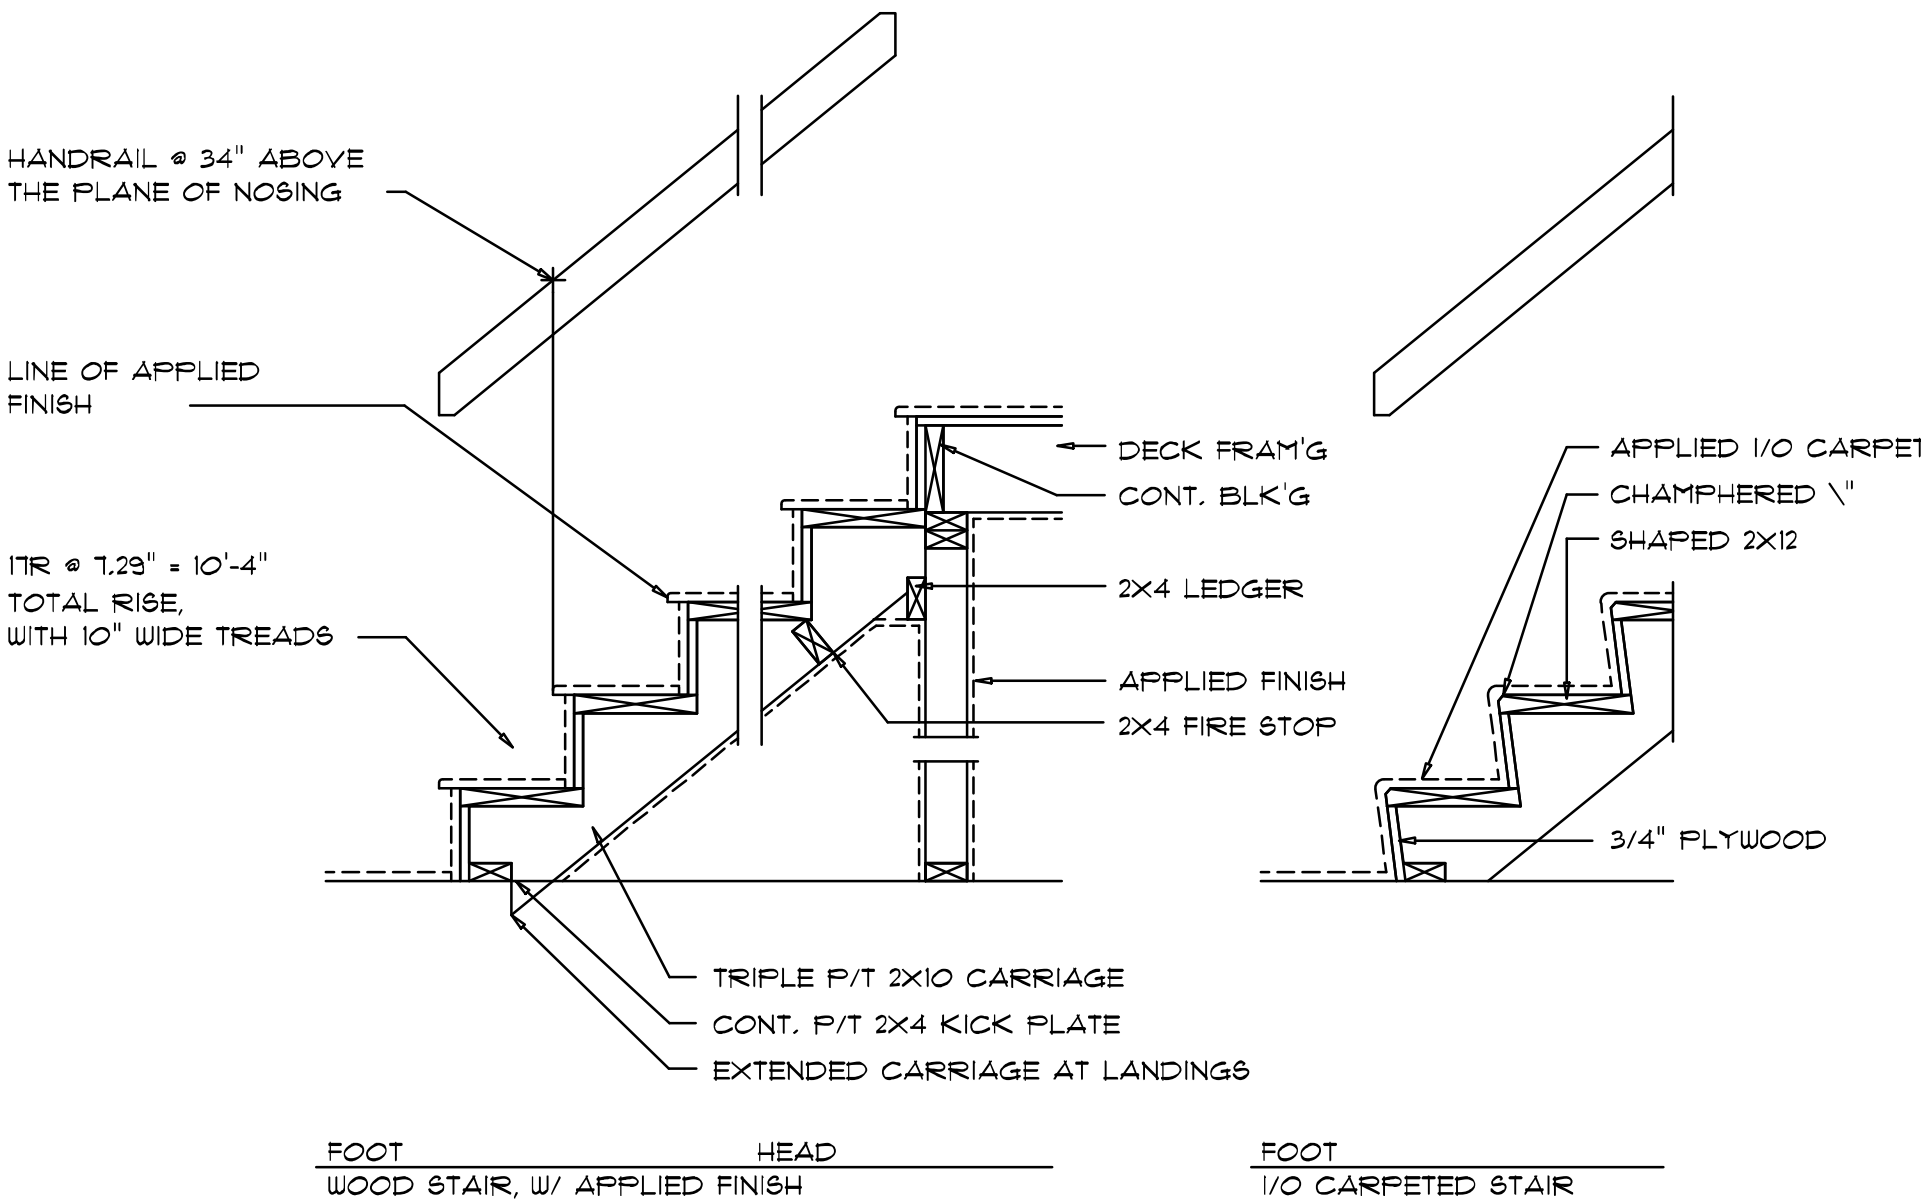 HANDRAIL @ 34" ABOVE
THE PLANE OF NOSING
LINE OF APPLIED
FINISH
17R @ 7.29" = 10'-4"
TOTAL RISE,
WITH 10" WIDE TREADS
DECK FRAM'G
CONT. BLK'G
2X4 LEDGER
APPLIED FINISH
2X4 FIRE STOP
TRIPLE P/T 2X10 CARRIAGE
CONT. P/T 2X4 KICK PLATE
EXTENDED CARRIAGE AT LANDINGS
FOOT HEAD
WOOD STAIR, W/ APPLIED FINISH
APPLIED I/O CARPET
CHAMPHERED \"
SHAPED 2X12
3/4" PLYWOOD
FOOT
I/O CARPETED STAIR